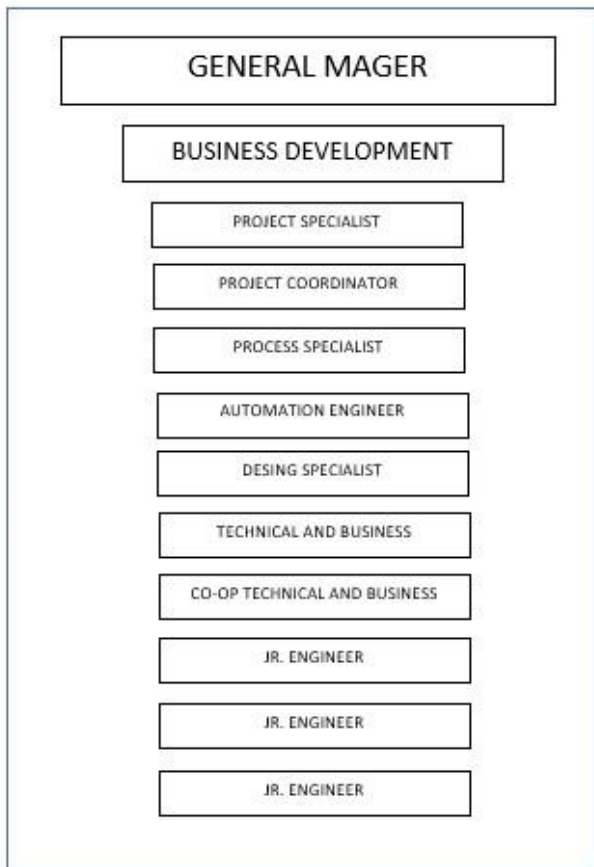 GENERAL MAGER
BUSINESS DEVELOPMENT
PROJECT SPECIALIST
PROJECT COORDINATOR
PROCESS SPECIALIST
AUTOMATION ENGINEER
DESING SPECIALIST
TECHNICAL AND BUSINESS
CO-OP TECHNICAL AND BUSINESS
JR. ENGINEER
JR. ENGINEER
JR. ENGINEER